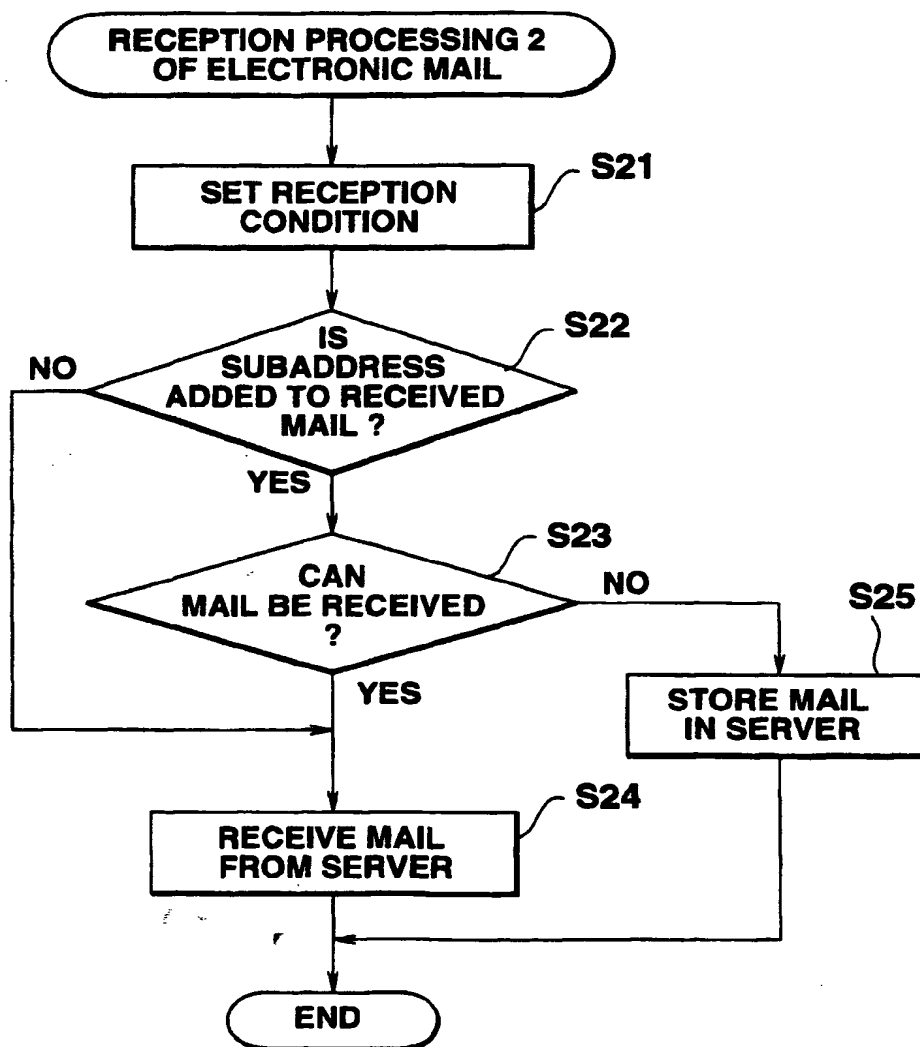 RECEPTION PROCESSING 2
OF ELECTRONIC MAIL
S21
SET RECEPTION
CONDITION
S22
IS
SUBADDRESS
ADDED TO RECEIVED
MAIL ?
NO
YES
S23
CAN
MAIL BE RECEIVED
?
NO
YES
S25
STORE MAIL
IN SERVER
S24
RECEIVE MAIL
FROM SERVER
END